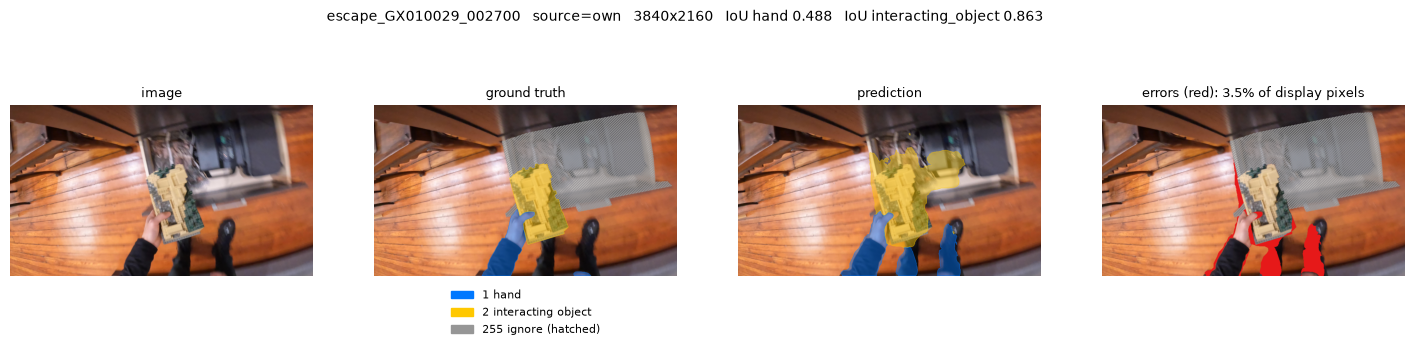 escape_GX010029_002700   source=own   3840x2160   IoU hand 0.488   IoU interacting_object 0.863
image
ground truth
prediction
errors (red): 3.5% of display pixels
1 hand
2 interacting object
255 ignore (hatched)